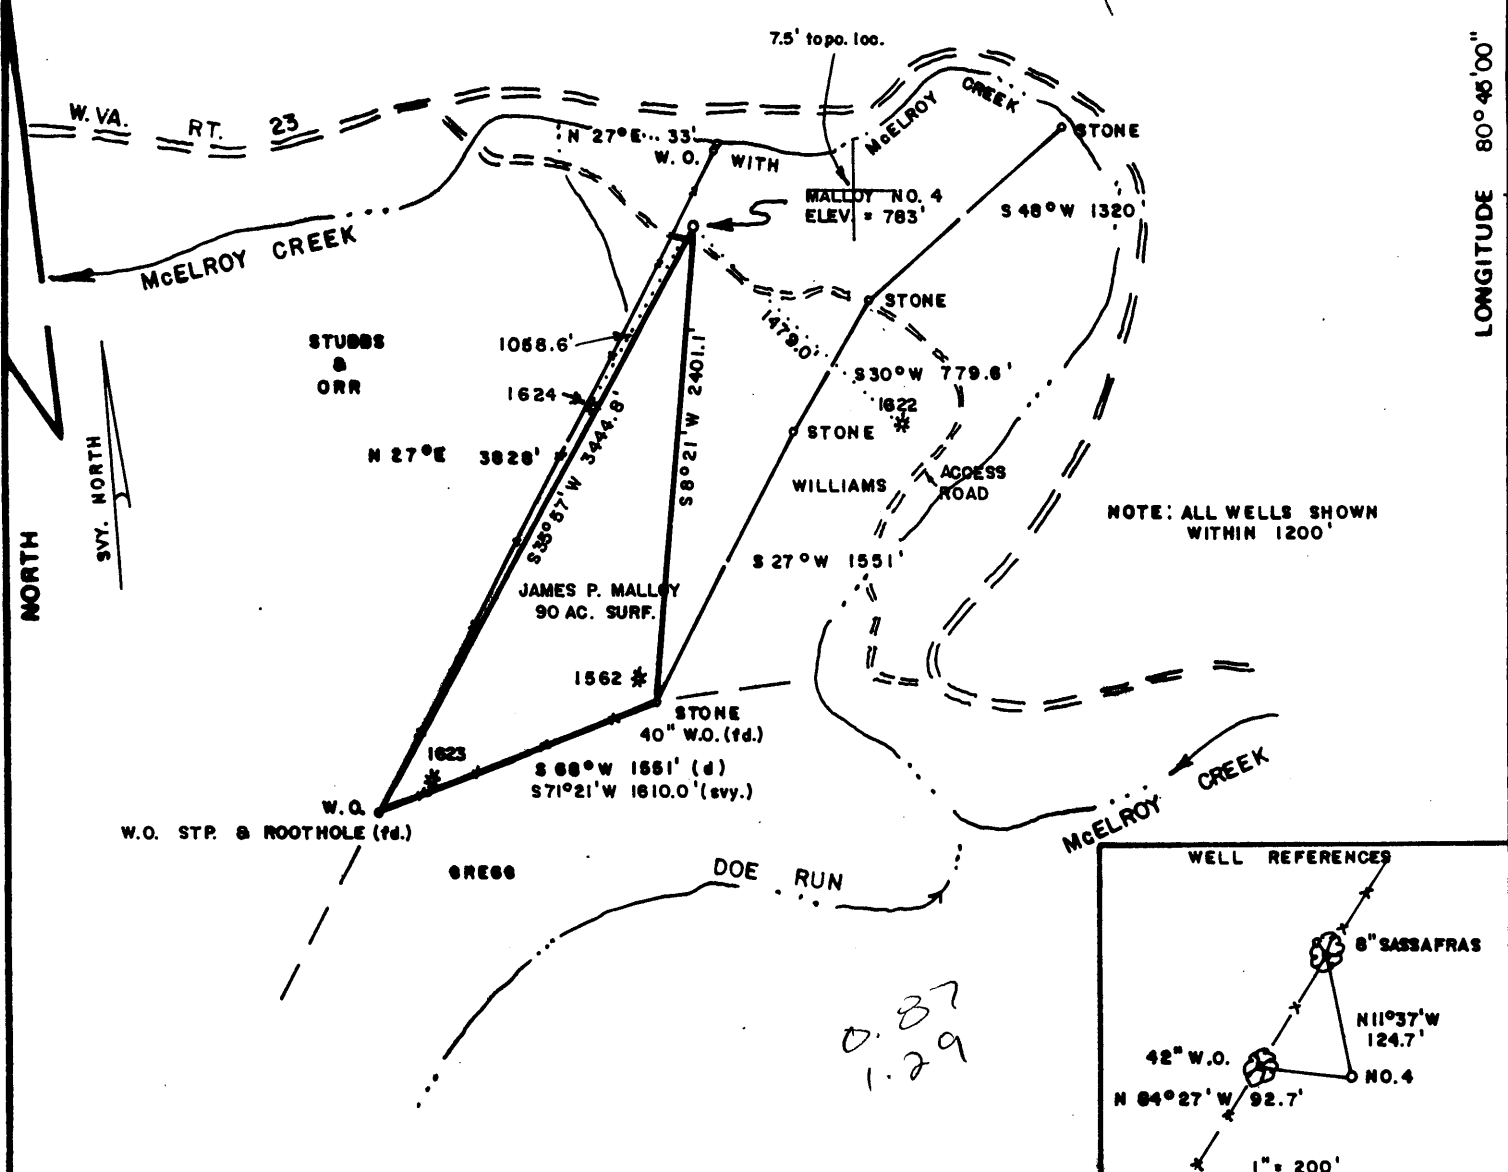 7.5' topo. loc.
W. VA. RT. 23
N 27° E... 33'
W. O. WITH
McELROY CREEK
STONE
MALLOY NO. 4
ELEV. = 783'
S 48° W 1320
LONGITUDE 80° 45' 00"
McELROY CREEK
STONE
STUBBS
&
ORR
1058.6'
1479.0'
1624
S 30° W 779.6'
1622
N 27° E 3828'
S 35° 57' W 3444.8'
S 8° 21' W 2401.1'
STONE
SVY. NORTH
NORTH
WILLIAMS
ACCESS
ROAD
NOTE: ALL WELLS SHOWN
WITHIN 1200'
S 27° W 1551'
JAMES P. MALLOY
90 AC. SURF.
1562
STONE
40" W.O. (fd.)
1623
S 68° W 1551' (d)
S 71° 21' W 1610.0' (svy.)
W.O.
W.O. STP. & ROOTHOLE (fd.)
McELROY CREEK
GREGG
DOE RUN
0.87
1.29
WELL REFERENCES
8" SASSAFRAS
N 11° 37' W
124.7'
42" W.O.
NO. 4
N 84° 27' W 92.7'
1" = 200'